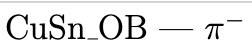 CuSn_OB — π⁻